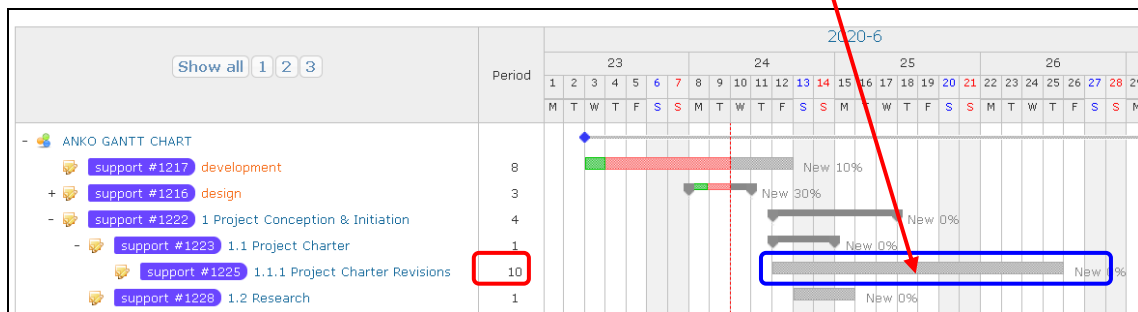 2020-6
Show all 1 2 3
Period
23 24 25 26
1 2 3 4 5 6 7 8 9 10 11 12 13 14 15 16 17 18 19 20 21 22 23 24 25 26 27 28 29
M T W T F S S M T W T F S S M T W T F S S M T W T F S S M
- ANKO GANTT CHART
support #1217 development 8 New 10%
+ support #1216 design 3 New 30%
- support #1222 1 Project Conception & Initiation 4 New 0%
- support #1223 1.1 Project Charter 1 New 0%
support #1225 1.1.1 Project Charter Revisions 10 New 0%
support #1228 1.2 Research 1 New 0%